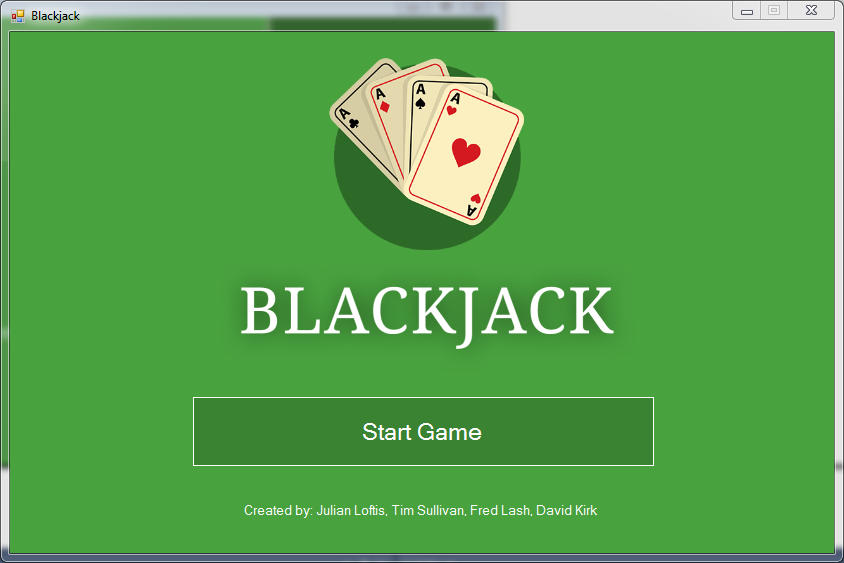 Blackjack
A
A
A
A
A
BLACKJACK
Start Game
Created by: Julian Loftis, Tim Sullivan, Fred Lash, David Kirk